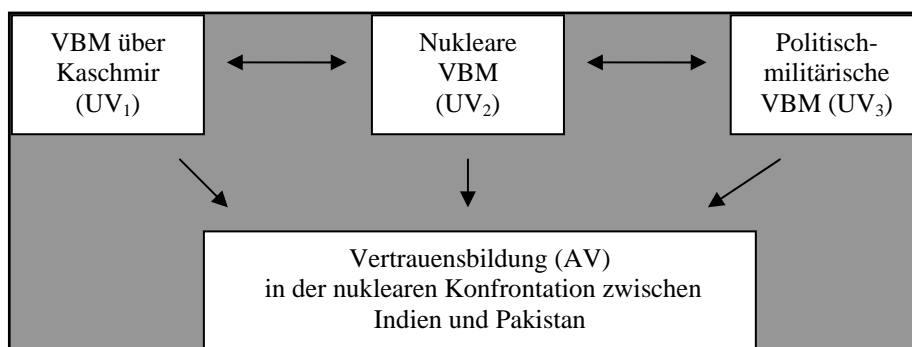 VBM über
Kaschmir
(UV₁)
Nukleare
VBM
(UV₂)
Politisch-
militärische
VBM (UV₃)
Vertrauensbildung (AV)
in der nuklearen Konfrontation zwischen
Indien und Pakistan